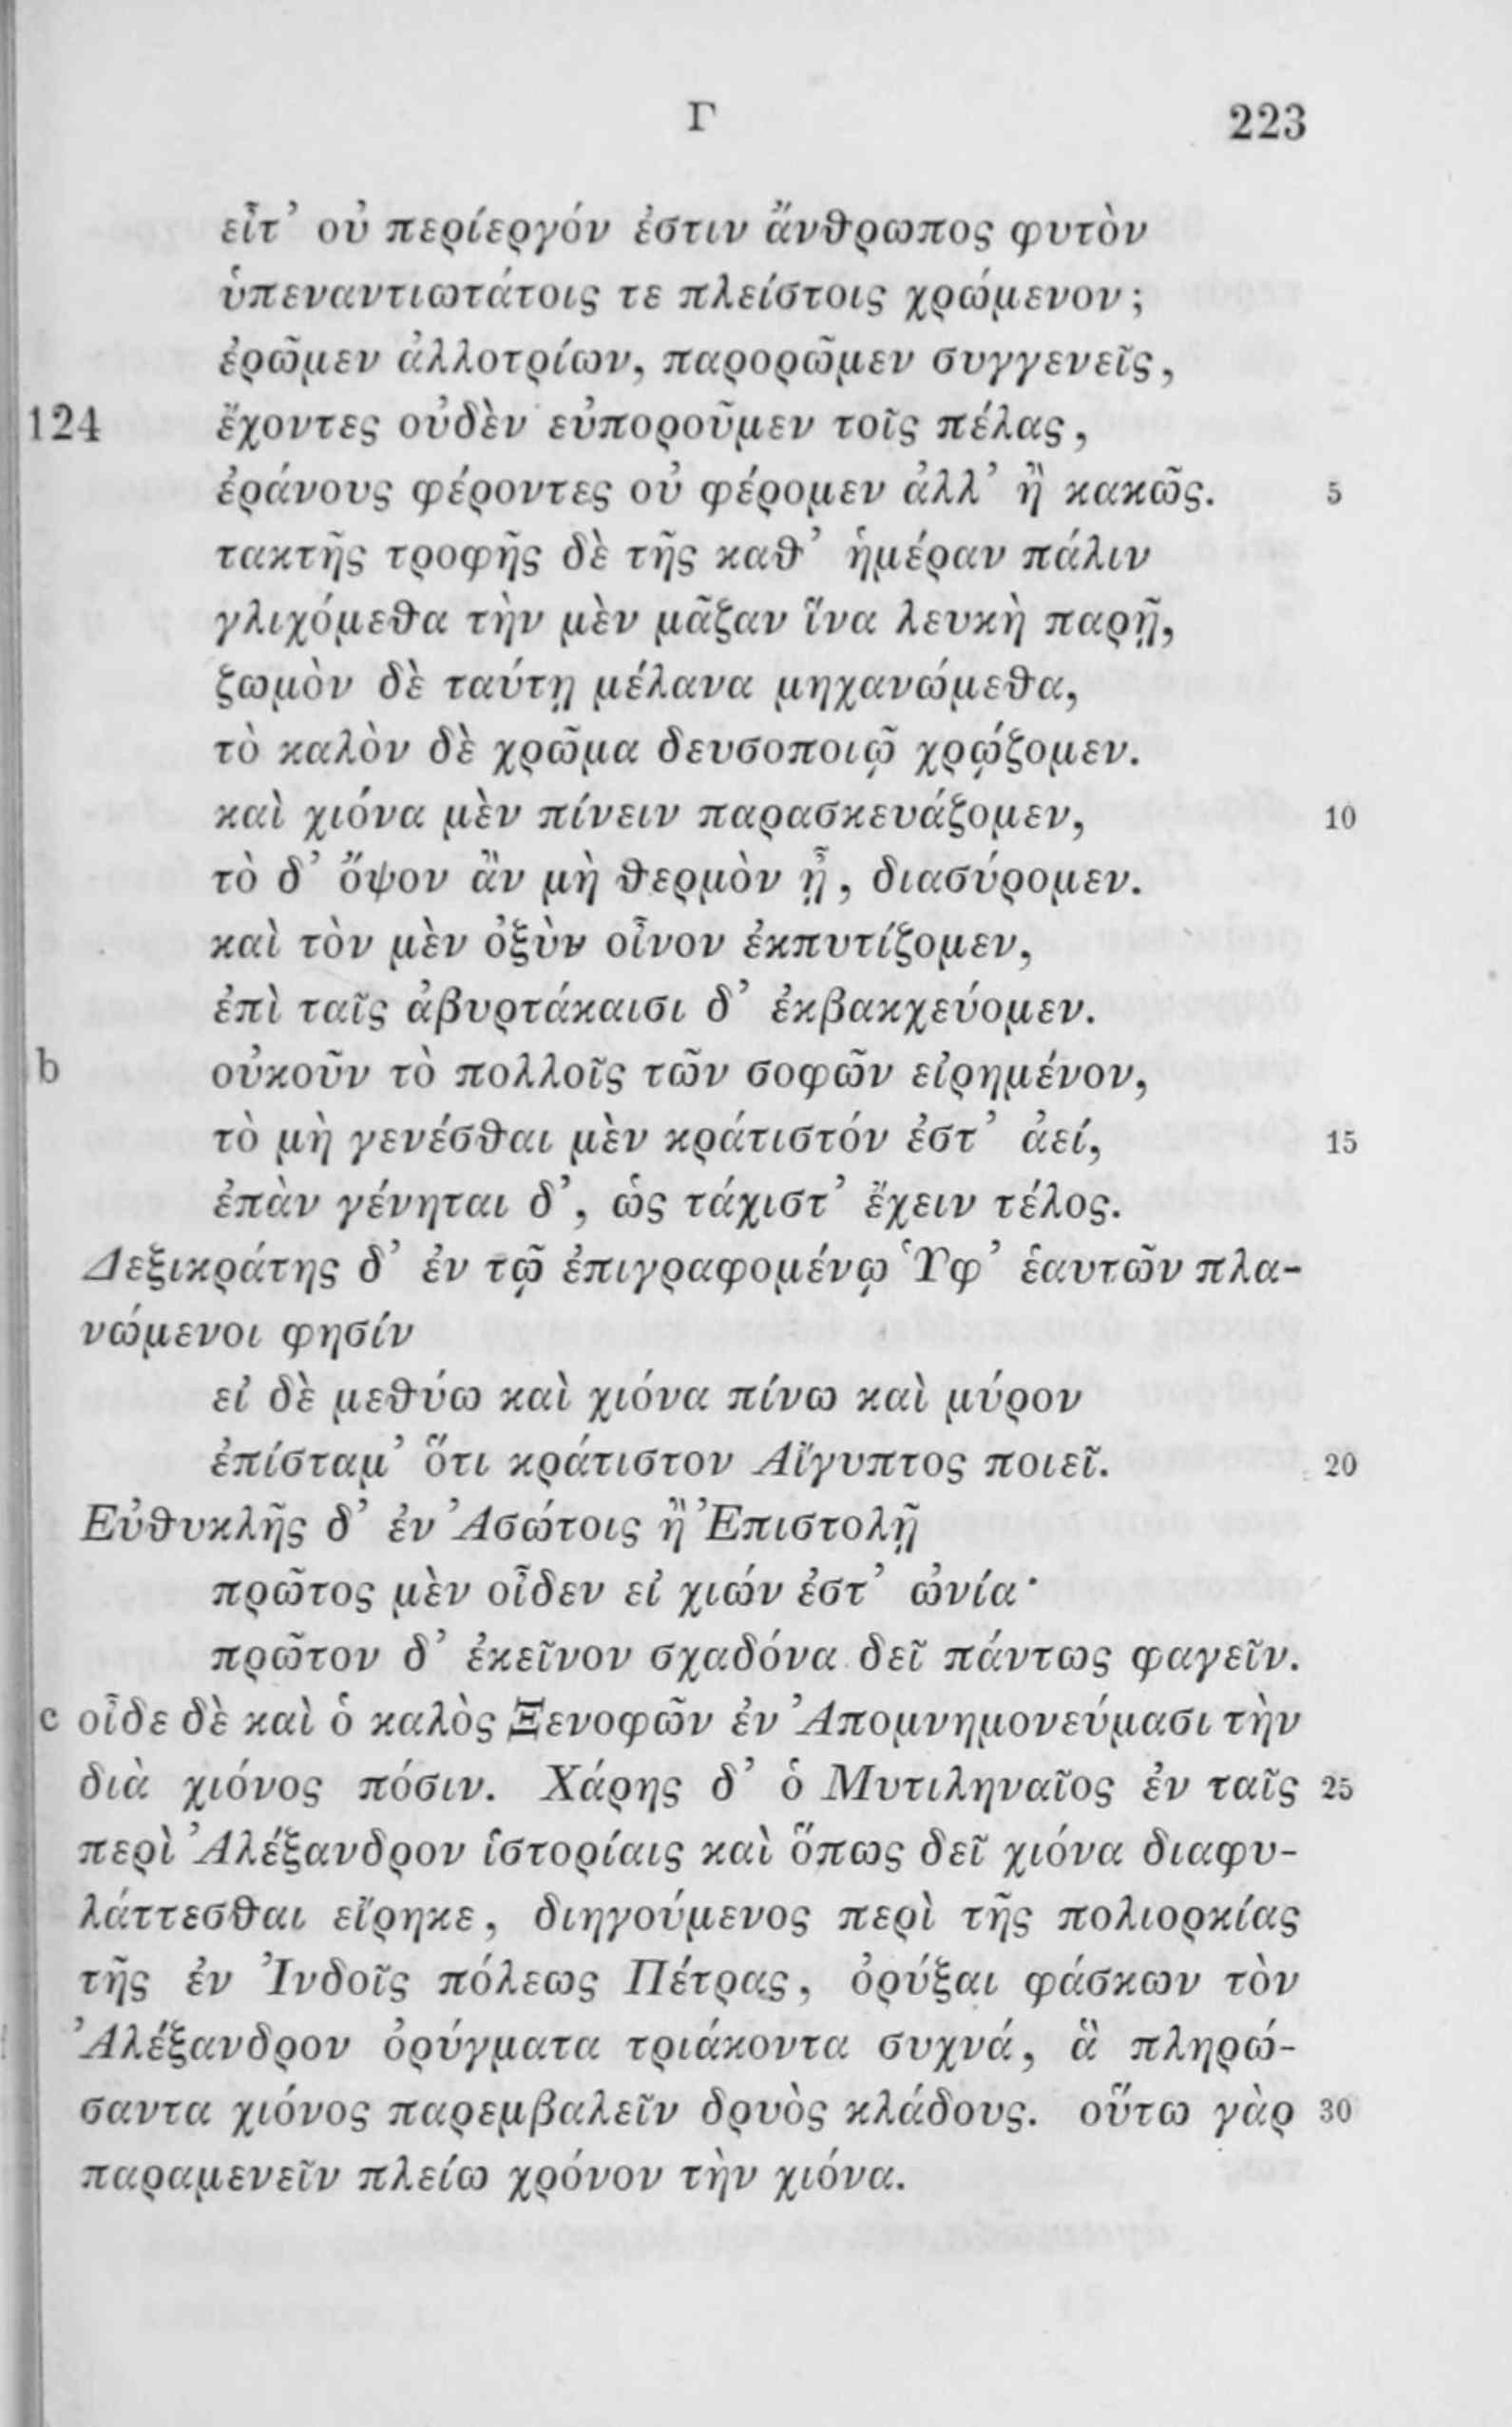 Γ 223
εἶτ’ οὐ περίεργόν ἐστιν ἄνθρωπος φυτὸν
ὑπεναντιωτάτοις τε πλείστοις χρώμενον;
ἐρῶμεν ἀλλοτρίων, παρορῶμεν συγγενεῖς,
124 ἔχοντες οὐδὲν εὐποροῦμεν τοῖς πέλας,
ἐράνους φέροντες οὐ φέρομεν ἀλλ’ ἢ κακῶς. 5
τακτῆς τροφῆς δὲ τῆς καθ’ ἡμέραν πάλιν
γλιχόμεθα τὴν μὲν μᾶζαν ἵνα λευκὴ παρῇ,
ζωμὸν δὲ ταύτῃ μέλανα μηχανώμεθα,
τὸ καλὸν δὲ χρῶμα δευσοποιῷ χρῴζομεν.
καὶ χιόνα μὲν πίνειν παρασκευάζομεν, 10
τὸ δ’ ὄψον ἂν μὴ θερμὸν ᾖ, διασύρομεν.
καὶ τὸν μὲν ὀξὺν οἶνον ἐκπυτίζομεν,
ἐπὶ ταῖς ἀβυρτάκαισι δ’ ἐκβακχεύομεν.
b οὐκοῦν τὸ πολλοῖς τῶν σοφῶν εἰρημένον,
τὸ μὴ γενέσθαι μὲν κράτιστόν ἐστ’ ἀεί, 15
ἐπὰν γένηται δ’, ὡς τάχιστ’ ἔχειν τέλος.
Δεξικράτης δ’ ἐν τῷ ἐπιγραφομένῳ Ὑφ’ ἑαυτῶν πλα-
νώμενοι φησίν
εἰ δὲ μεθύω καὶ χιόνα πίνω καὶ μύρον
ἐπίσταμ’ ὅτι κράτιστον Αἴγυπτος ποιεῖ. 20
Εὐθυκλῆς δ’ ἐν Ἀσώτοις ἢ Ἐπιστολῇ
πρῶτος μὲν οἶδεν εἰ χιών ἐστ’ ὠνία·
πρῶτον δ’ ἐκεῖνον σχαδόνα δεῖ πάντως φαγεῖν.
c οἶδε δὲ καὶ ὁ καλὸς Ξενοφῶν ἐν Ἀπομνημονεύμασι τὴν
διὰ χιόνος πόσιν. Χάρης δ’ ὁ Μυτιληναῖος ἐν ταῖς 25
περὶ Ἀλέξανδρον ἱστορίαις καὶ ὅπως δεῖ χιόνα διαφυ-
λάττεσθαι εἴρηκε, διηγούμενος περὶ τῆς πολιορκίας
τῆς ἐν Ἰνδοῖς πόλεως Πέτρας, ὀρύξαι φάσκων τὸν
Ἀλέξανδρον ὀρύγματα τριάκοντα συχνά, ἃ πληρώ-
σαντα χιόνος παρεμβαλεῖν δρυὸς κλάδους. οὕτω γὰρ 30
παραμενεῖν πλείω χρόνον τὴν χιόνα.